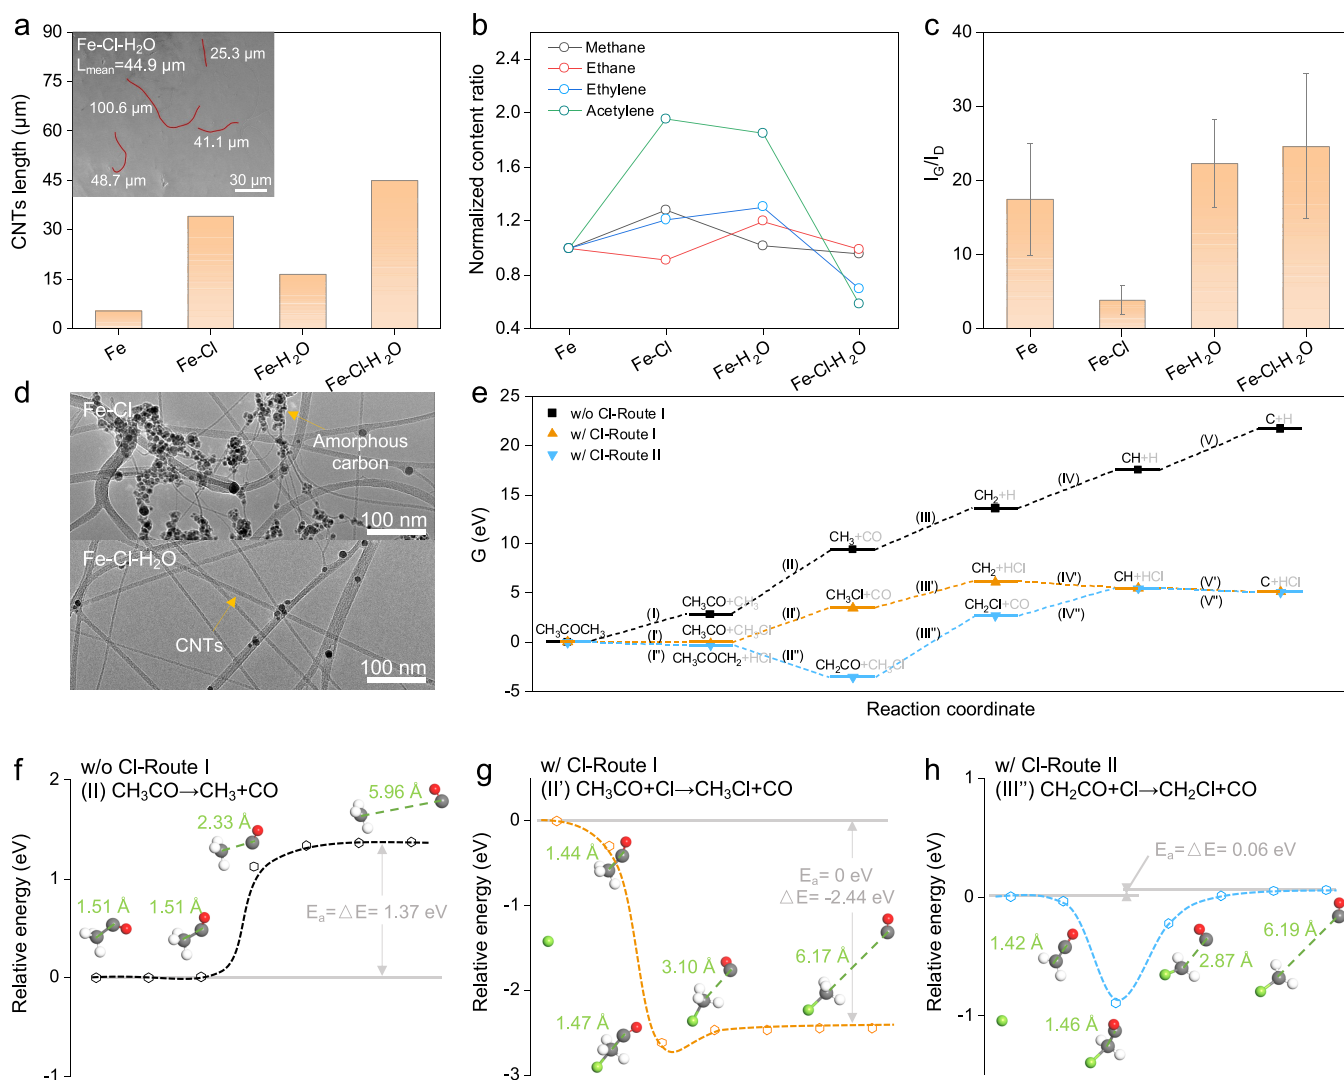 a
CNTs length (μm)
90
75
60
45
30
15
0
Fe-Cl-H₂O
Lmean=44.9 μm
25.3 μm
100.6 μm
41.1 μm
48.7 μm
30 μm
Fe
Fe-Cl
Fe-H₂O
Fe-Cl-H₂O
b
Normalized content ratio
2.4
2.0
1.6
1.2
0.8
0.4
Methane
Ethane
Ethylene
Acetylene
Fe
Fe-Cl
Fe-H₂O
Fe-Cl-H₂O
c
I_G/I_D
40
30
20
10
0
Fe
Fe-Cl
Fe-H₂O
Fe-Cl-H₂O
d
Fe-Cl
Amorphous
carbon
100 nm
Fe-Cl-H₂O
CNTs
100 nm
e
G (eV)
25
20
15
10
5
0
-5
w/o Cl-Route I
w/ Cl-Route I
w/ Cl-Route II
C+H
(V)
CH+H
(IV)
CH₂+H
(III)
CH₃+CO
(II)
CH₃CO+CH₃
(I)
CH₃COCH₃
(I')
CH₃CO+CH₃Cl
(II')
CH₃Cl+CO
(III')
CH₂+HCl
(IV')
CH+HCl
(V')
C+HCl
(I'')
CH₃COCH₂+HCl
(II'')
CH₂CO+CH₃Cl
(III'')
CH₂Cl+CO
(IV'')
(V'')
Reaction coordinate
f
w/o Cl-Route I
(II) CH₃CO→CH₃+CO
Relative energy (eV)
2
1
0
-1
5.96 Å
2.33 Å
1.51 Å
1.51 Å
Eₐ=△E= 1.37 eV
g
w/ Cl-Route I
(II') CH₃CO+Cl→CH₃Cl+CO
Relative energy (eV)
0
-1
-2
-3
1.44 Å
Eₐ= 0 eV
△E= -2.44 eV
3.10 Å
6.17 Å
1.47 Å
h
w/ Cl-Route II
(III'') CH₂CO+Cl→CH₂Cl+CO
Relative energy (eV)
1
0
-1
Eₐ=△E= 0.06 eV
1.42 Å
6.19 Å
2.87 Å
1.46 Å